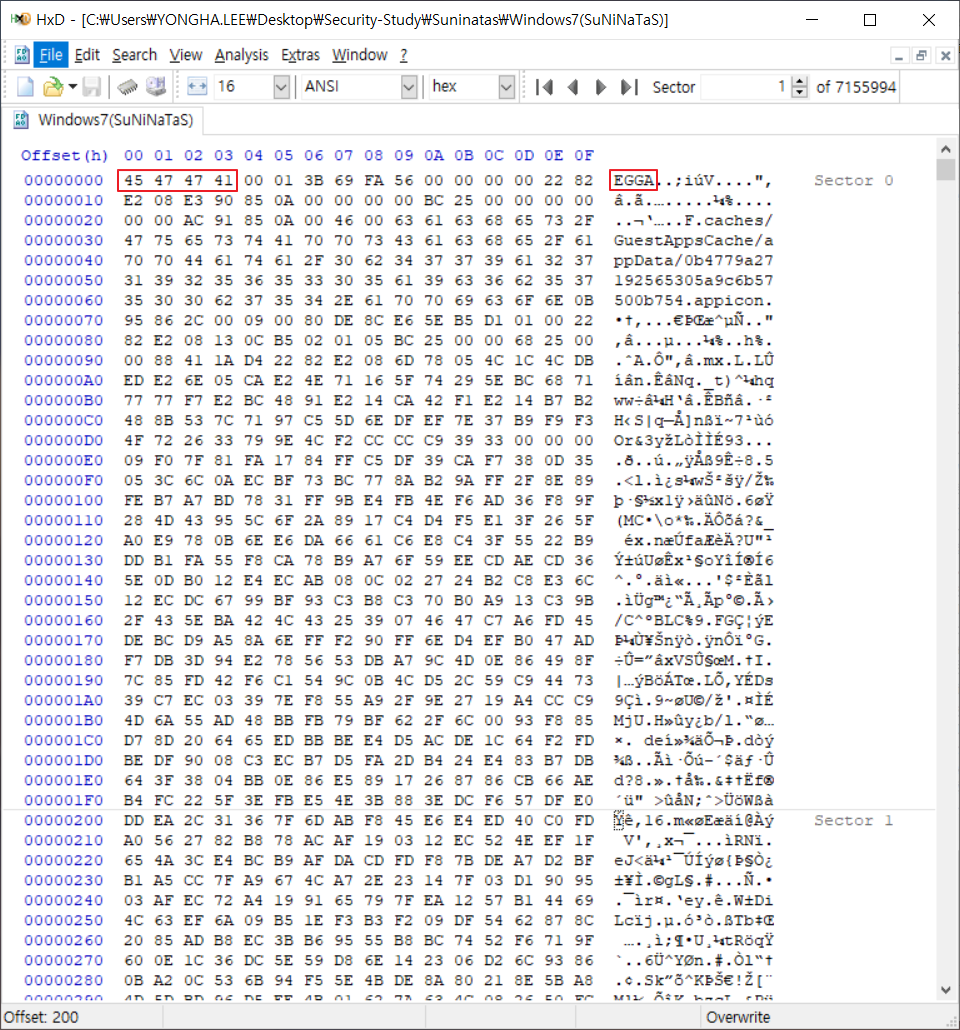 HxD - [C:₩Users₩YONGHA.LEE₩Desktop₩Security-Study₩Suninatas₩Windows7(SuNiNaTaS)]
File Edit Search View Analysis Extras Window ?
16 ANSI hex Sector 1 of 7155994
Windows7(SuNiNaTaS)
Offset(h) 00 01 02 03 04 05 06 07 08 09 0A 0B 0C 0D 0E 0F
00000000 45 47 47 41 00 01 3B 69 FA 56 00 00 00 00 22 82 EGGA..;iúV....", Sector 0
00000010 E2 08 E3 90 85 0A 00 00 00 00 BC 25 00 00 00 00 â.ã.….....¼%....
00000020 00 00 AC 91 85 0A 00 46 00 63 61 63 68 65 73 2F ..¬‘…..F.caches/
00000030 47 75 65 73 74 41 70 70 73 43 61 63 68 65 2F 61 GuestAppsCache/a
00000040 70 70 44 61 74 61 2F 30 62 34 37 37 39 61 32 37 ppData/0b4779a27
00000050 31 39 32 35 36 35 33 30 35 61 39 63 36 62 35 37 192565305a9c6b57
00000060 35 30 30 62 37 35 34 2E 61 70 70 69 63 6F 6E 0B 500b754.appicon.
00000070 95 86 2C 00 09 00 80 DE 8C E6 5E B5 D1 01 00 22 •†,...€ÞŒæ^µÑ.."
00000080 82 E2 08 13 0C B5 02 01 05 BC 25 00 00 68 25 00 ‚â...µ...¼%..h%.
00000090 00 88 41 1A D4 22 82 E2 08 6D 78 05 4C 1C 4C DB .ˆA.Ô"‚â.mx.L.LÛ
000000A0 ED E2 6E 05 CA E2 4E 71 16 5F 74 29 5E BC 68 71 íân.ÊâNq._t)^¼hq
000000B0 77 77 F7 E2 BC 48 91 E2 14 CA 42 F1 E2 14 B7 B2 ww÷â¼H‘â.ÊBñâ.·²
000000C0 48 8B 53 7C 71 97 C5 5D 6E DF EF 7E 37 B9 F9 F3 H‹S|q—Å]nßï~7¹ùó
000000D0 4F 72 26 33 79 9E 4C F2 CC CC C9 39 33 00 00 00 Or&3yžLòÌÌÉ93...
000000E0 09 F0 7F 81 FA 17 84 FF C5 DF 39 CA F7 38 0D 35 .ð..ú.„ÿÅß9Ê÷8.5
000000F0 05 3C 6C 0A EC BF 73 BC 77 8A B2 9A FF 2F 8E 89 .<l.ì¿s¼wŠ²šÿ/Ž‰
00000100 FE B7 A7 BD 78 31 FF 9B E4 FB 4E F6 AD 36 F8 9F þ·§½x1ÿ›äûNö.6øŸ
00000110 28 4D 43 95 5C 6F 2A 89 17 C4 D4 F5 E1 3F 26 5F (MC•\o*‰.ÄÔõá?&_
00000120 A0 E9 78 0B 6E E6 DA 66 61 C6 E8 C4 3F 55 22 B9  éx.næÚfaÆèÄ?U"¹
00000130 DD B1 FA 55 F8 CA 78 B9 A7 6F 59 EE CD AE CD 36 Ý±úUøÊx¹§oYîÍ®Í6
00000140 5E 0D B0 12 E4 EC AB 08 0C 02 27 24 B2 C8 E3 6C ^.°.äì«...'$²Èãl
00000150 12 EC DC 67 99 BF 93 C3 B8 C3 70 B0 A9 13 C3 9B .ìÜg™¿“Ã¸Ãp°©.Ã›
00000160 2F 43 5E BA 42 4C 43 25 39 07 46 47 C7 A6 FD 45 /C^ºBLC%9.FGÇ¦ýE
00000170 DE BC D9 A5 8A 6E FF F2 90 FF 6E D4 EF B0 47 AD Þ¼Ù¥Šnÿò.ÿnÔï°G.
00000180 F7 DB 3D 94 E2 78 56 53 DB A7 9C 4D 0E 86 49 8F ÷Û=”âxVSÛ§œM.†I.
00000190 7C 85 FD 42 F6 C1 54 9C 0B 4C D5 2C 59 C9 44 73 |…ýBöÁTœ.LÕ,YÉDs
000001A0 39 C7 EC 03 39 7E F8 55 A9 2F 9E 27 19 A4 CC C9 9Çì.9~øU©/ž'.¤ÌÉ
000001B0 4D 6A 55 AD 48 BB FB 79 BF 62 2F 6C 00 93 F8 85 MjU.H»ûy¿b/l.“ø…
000001C0 D7 8D 20 64 65 ED BB BE E4 D5 AC DE 1C 64 F2 FD ×. deí»¾äÕ¬Þ.dòý
000001D0 BE DF 90 08 C3 EC B7 D5 FA 2D B4 24 E4 83 B7 DB ¾ß..Ãì·Õú-´$äƒ·Û
000001E0 64 3F 38 04 BB 0E 86 E5 89 17 26 87 86 CB 66 AE d?8.».†å‰.&‡†Ëf®
000001F0 B4 FC 22 5F 3E FB E5 4E 3B 88 3E DC F6 57 DF E0 ´ü"_>ûåN;ˆ>ÜöWßà
00000200 DD EA 2C 31 36 7F 6D AB F8 45 E6 E4 ED 40 C0 FD Ýê,16.m«øEæäí@Àý Sector 1
00000210 A0 56 27 82 B8 78 AC AF 19 03 12 EC 52 4E EF 1F  V'‚¸x¬¯...ìRNï.
00000220 65 4A 3C E4 BC B9 AF DA CD FD F8 7B DE A7 D2 BF eJ<ä¼¹¯ÚÍýø{Þ§Ò¿
00000230 B1 A5 CC 7F A9 67 4C A7 2E 23 14 7F 03 D1 90 95 ±¥Ì.©gL§.#...Ñ.•
00000240 03 AF EC 72 A4 19 91 65 79 7F EA 12 57 B1 44 69 .¯ìr¤.‘ey.ê.W±Di
00000250 4C 63 EF 6A 09 B5 1E F3 B3 F2 09 DF 54 62 87 8C Lcïj.µ.ó³ò.ßTb‡Œ
00000260 20 85 AD B8 EC 3B B6 95 55 B8 BC 74 52 F6 71 9F  ….¸ì;¶•U¸¼tRöqŸ
00000270 60 0E 1C 36 DC 5E 59 D8 6E 14 23 06 D2 6C 93 86 `..6Ü^YØn.#.Òl“†
00000280 0B A2 0C 53 6B 94 F5 5E 4B DE 8A 80 21 8E 5B A8 .¢.Sk”õ^KÞŠ€!Ž[¨
00000290
Offset: 200 Overwrite